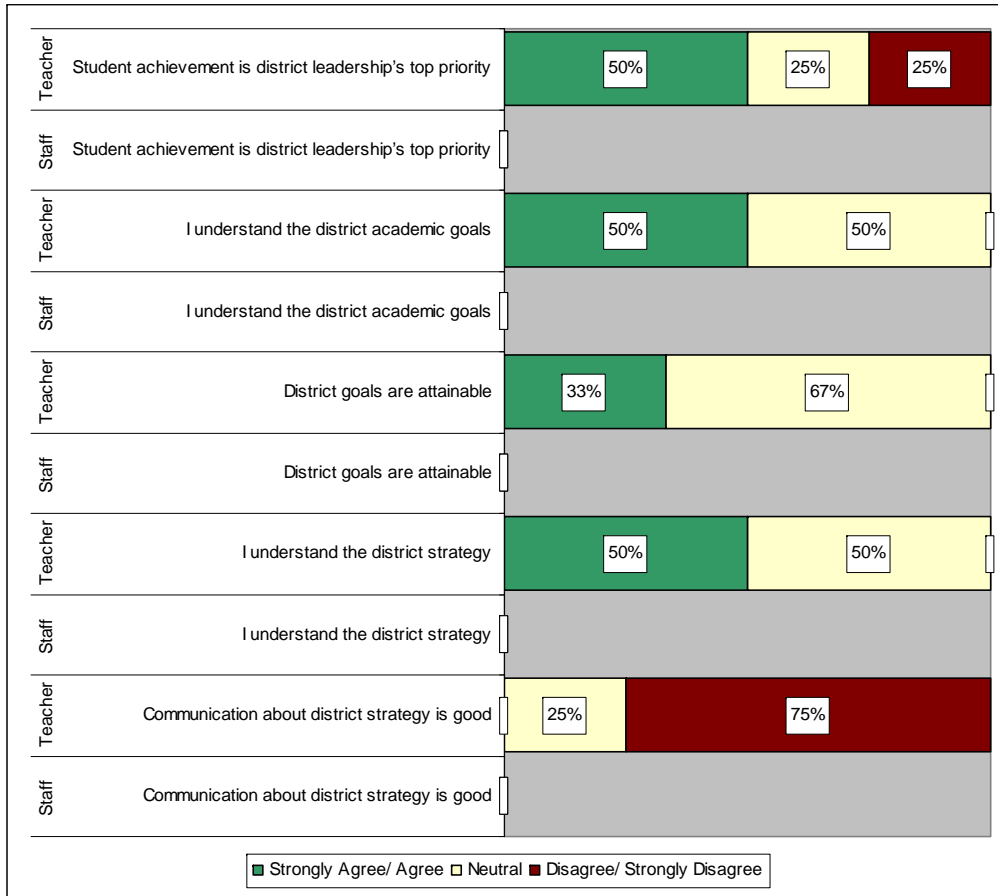 Teacher
Student achievement is district leadership's top priority
50%
25%
25%
Staff
Student achievement is district leadership's top priority
Teacher
I understand the district academic goals
50%
50%
Staff
I understand the district academic goals
Teacher
District goals are attainable
33%
67%
Staff
District goals are attainable
Teacher
I understand the district strategy
50%
50%
Staff
I understand the district strategy
Teacher
Communication about district strategy is good
25%
75%
Staff
Communication about district strategy is good
Strongly Agree/ Agree Neutral Disagree/ Strongly Disagree